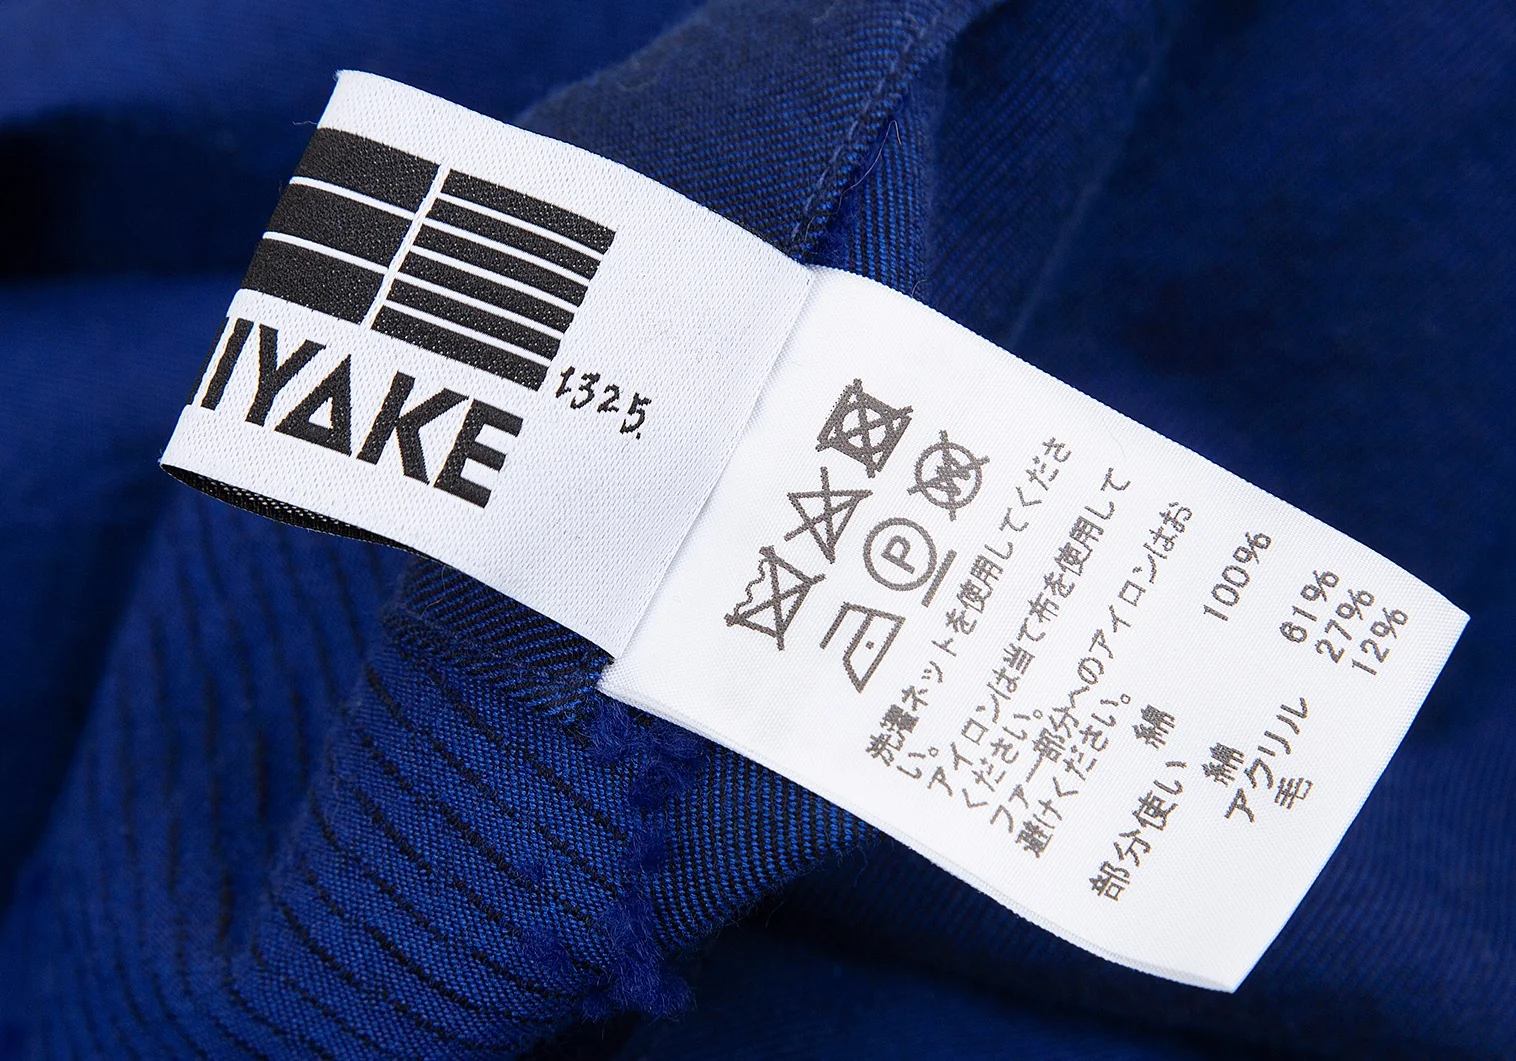 MIYAKE
1325.
P
W
洗濯ネットを使用してくださ
い。
アイロンは当て布を使用して
ください。
ファー部分へのアイロンはお
避けください。
綿 100%
部分使い
綿 61%
アクリル 27%
毛 12%